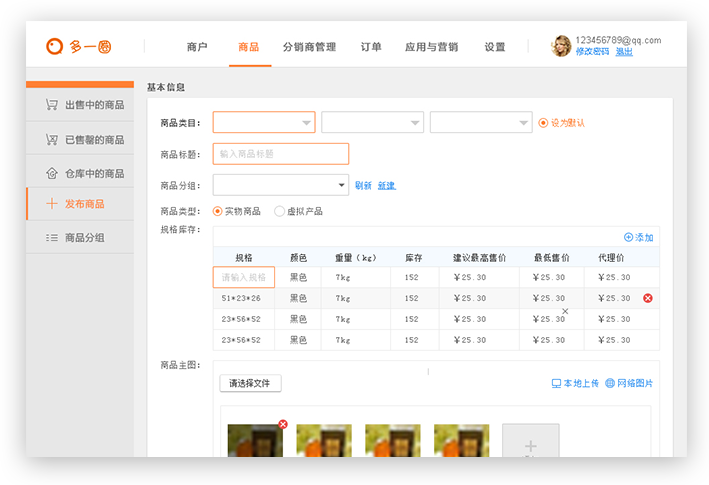 多一圈 商户 商品 分销商管理 订单 应用与营销 设置 123456789@qq.com
修改密码 退出
基本信息
出售中的商品
已售罄的商品
仓库中的商品
发布商品
商品分组
商品类目: 设为默认
商品标题: 输入商品标题
商品分组: 刷新 新建
商品类型: 实物商品 虚拟产品
规格库存:
添加
规格 颜色 重量（kg） 库存 建议最高售价 最低售价 代理价
请输入规格 黑色 7kg 152 ￥25.30 ￥25.30 ￥25.30
51*23*26 黑色 7kg 152 ￥25.30 ￥25.30 ￥25.30
23*56*52 黑色 7kg 152 ￥25.30 ￥25.30 ￥25.30
23*56*52 黑色 7kg 152 ￥25.30 ￥25.30 ￥25.30
商品主图:
请选择文件 本地上传 网络图片